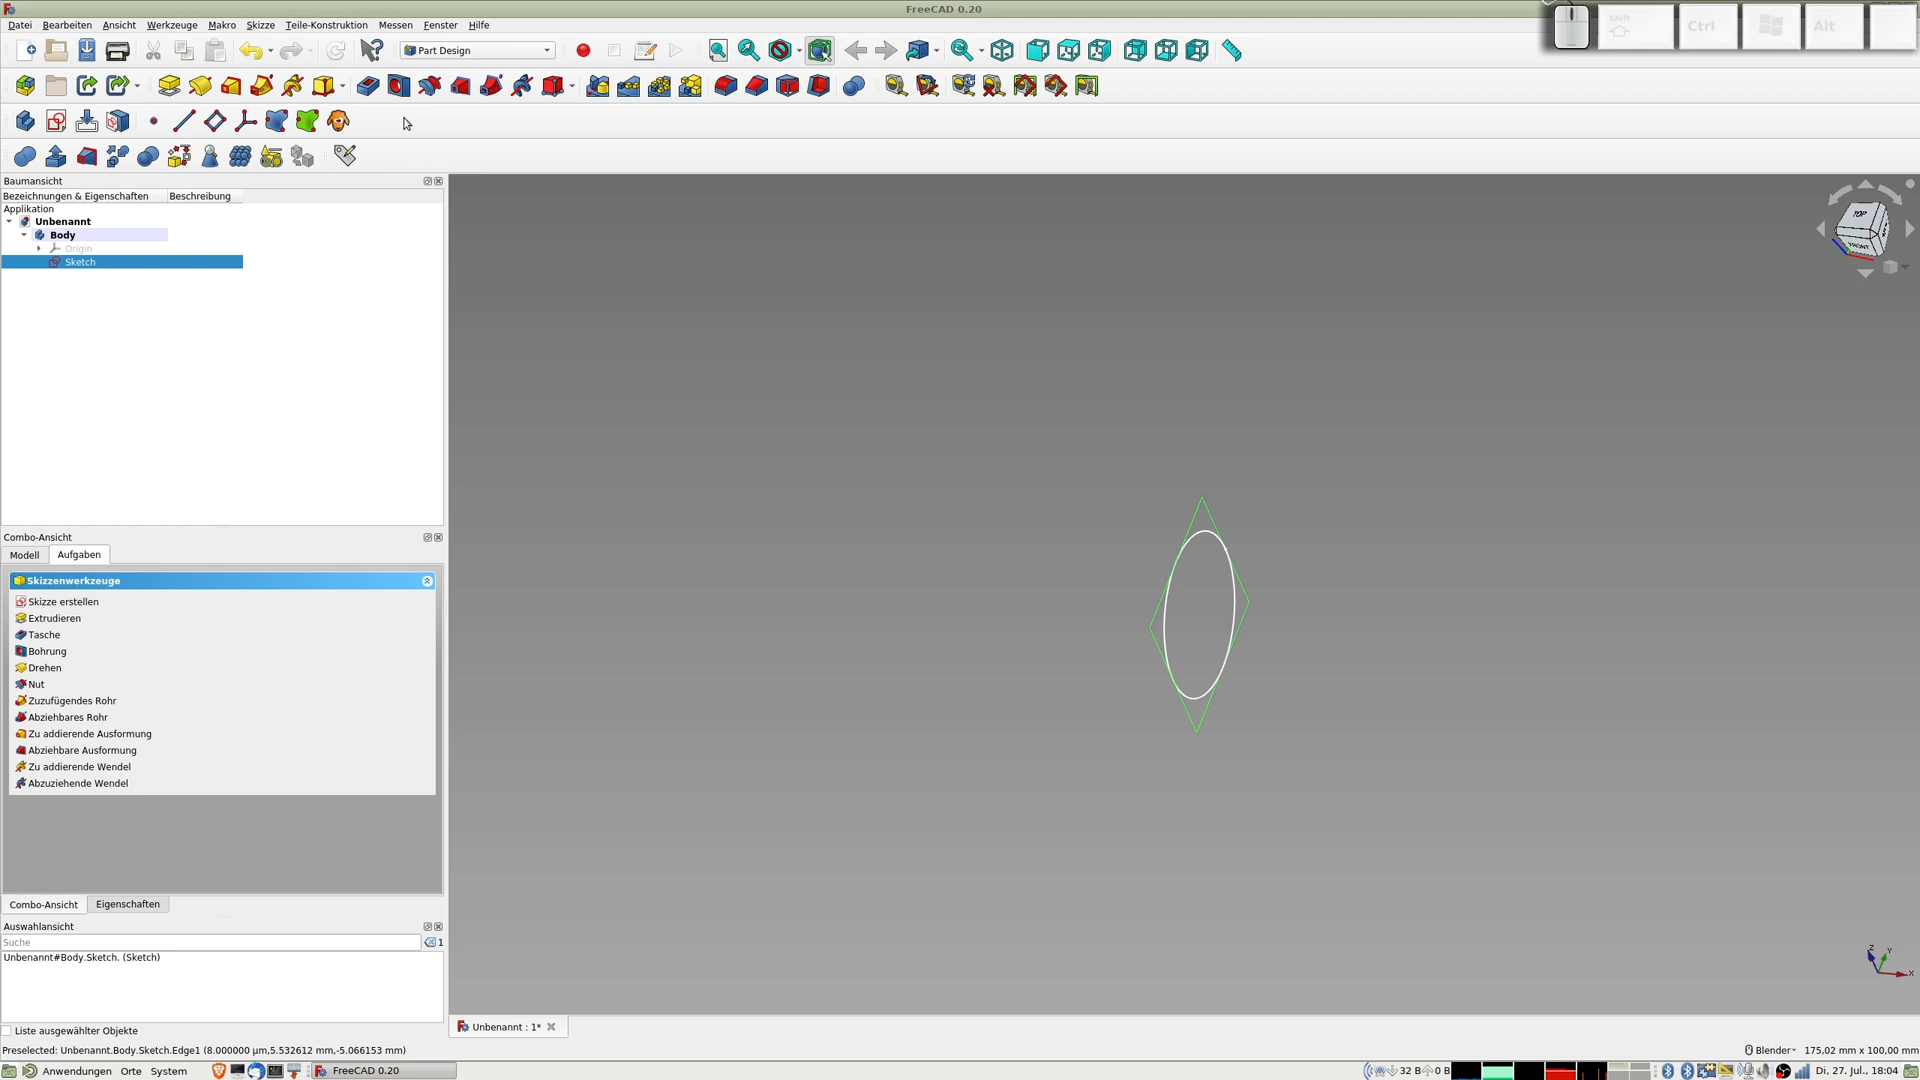 FreeCAD 0.20
Shift
Ctrl
Alt
Datei Bearbeiten Ansicht Werkzeuge Makro Skizze Teile-Konstruktion Messen Fenster Hilfe
Part Design
Baumansicht
Bezeichnungen & Eigenschaften Beschreibung
Applikation
Unbenannt
Body
Origin
Sketch
TOP
Combo-Ansicht
Modell Aufgaben
Skizzenwerkzeuge
Skizze erstellen
Extrudieren
Tasche
Bohrung
Drehen
Nut
Zuzufügendes Rohr
Abziehbares Rohr
Zu addierende Ausformung
Abziehbare Ausformung
Zu addierende Wendel
Abzuziehende Wendel
Combo-Ansicht Eigenschaften
Auswahlansicht
Suche 1
Unbenannt#Body.Sketch. (Sketch)
Z
Y
X
Liste ausgewählter Objekte
Unbenannt : 1*
Preselected: Unbenannt.Body.Sketch.Edge1 (8.000000 µm,5.532612 mm,-5.066153 mm)
Blender 175,02 mm x 100,00 mm
Anwendungen Orte System FreeCAD 0.20 32 B 0 B Di, 27. Jul., 18:04